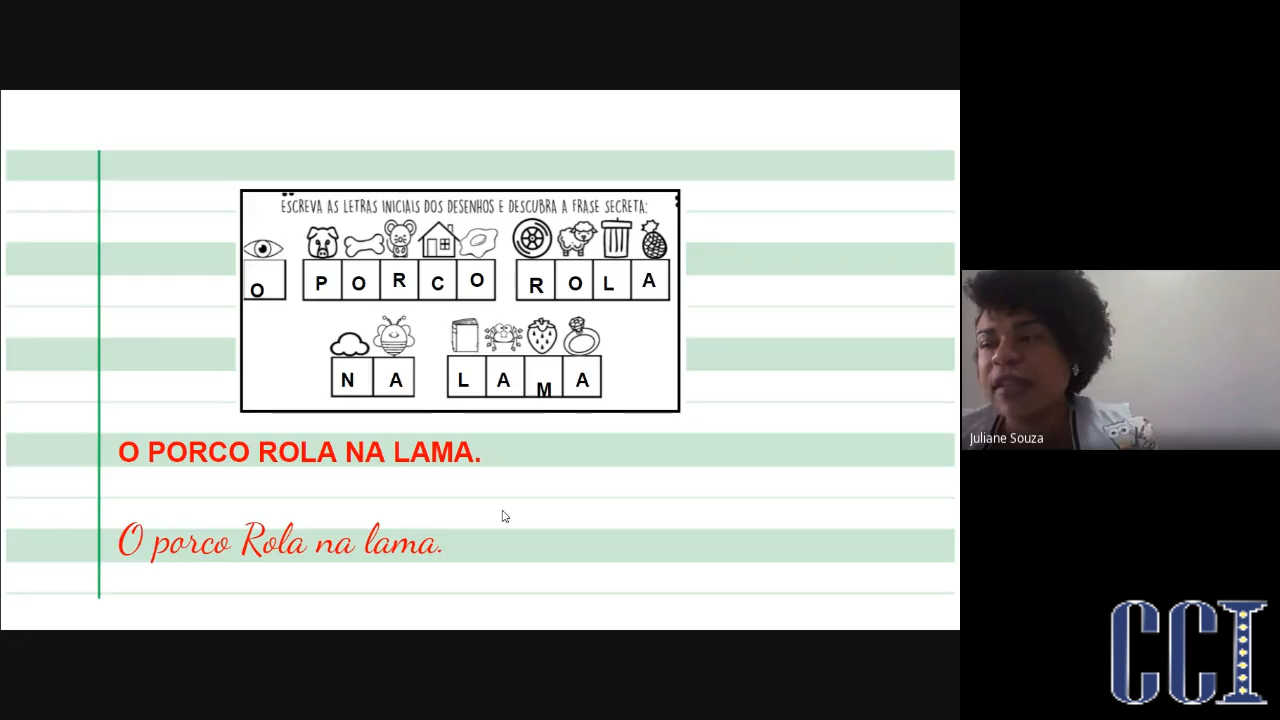 ESCREVA AS LETRAS INICIAIS DOS DESENHOS E DESCUBRA A FRASE SECRETA:
O P O R C O R O L A
N A L A M A
O PORCO ROLA NA LAMA.
O porco Rola na lama.
Juliane Souza
CCI